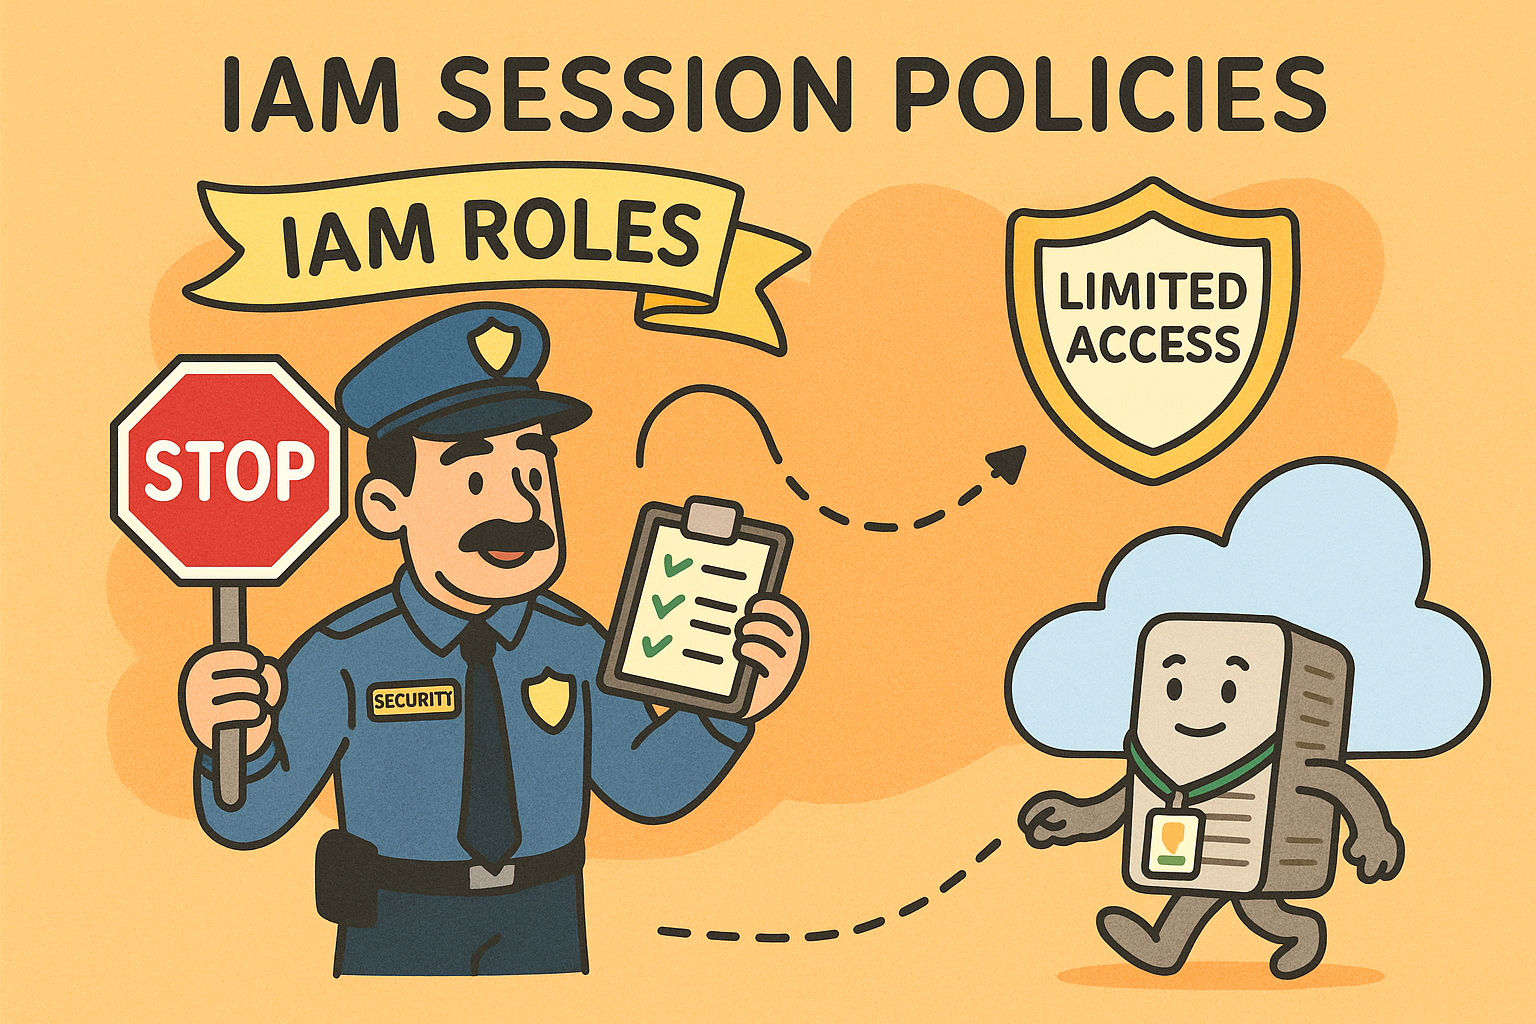 IAM SESSION POLICIES
IAM ROLES
LIMITED
ACCESS
STOP
SECURITY